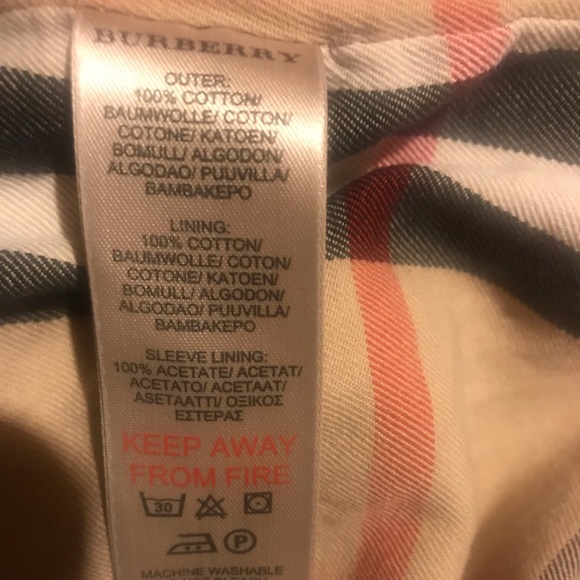 BURBERRY
OUTER:
100% COTTON/
BAUMWOLLE/ COTON/
COTONE/ KATOEN/
BOMULL/ ALGODON/
ALGODAO/ PUUVILLA/
ΒΑΜΒΑΚΕΡΟ
LINING:
100% COTTON/
BAUMWOLLE/ COTON/
COTONE/ KATOEN/
BOMULL/ ALGODON/
ALGODAO/ PUUVILLA/
ΒΑΜΒΑΚΕΡΟ
SLEEVE LINING:
100% ACETATE/ ACETAT/
ACETATO/ ACETAAT/
ASETAATTI/ ΟΞΙΚΟΣ
ΕΣΤΕΡΑΣ
KEEP AWAY
FROM FIRE
30
P
MACHINE WASHABLE